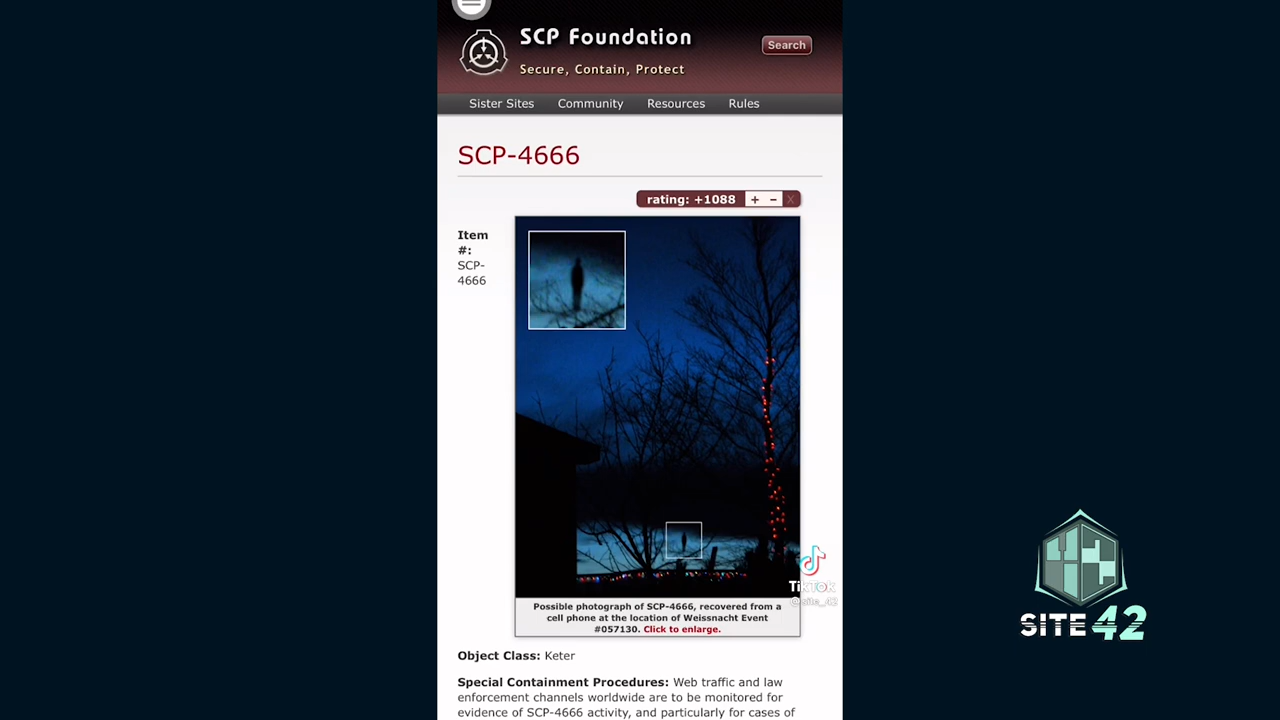 SCP Foundation
Secure, Contain, Protect
Search
Sister Sites
Community
Resources
Rules
SCP-4666
rating: +1088 + − X
Item
#:
SCP-
4666
Possible photograph of SCP-4666, recovered from a
cell phone at the location of Weissnacht Event
#057130. Click to enlarge.
TikTok
@site_42
Object Class: Keter
Special Containment Procedures: Web traffic and law
enforcement channels worldwide are to be monitored for
evidence of SCP-4666 activity, and particularly for cases of
SITE 42